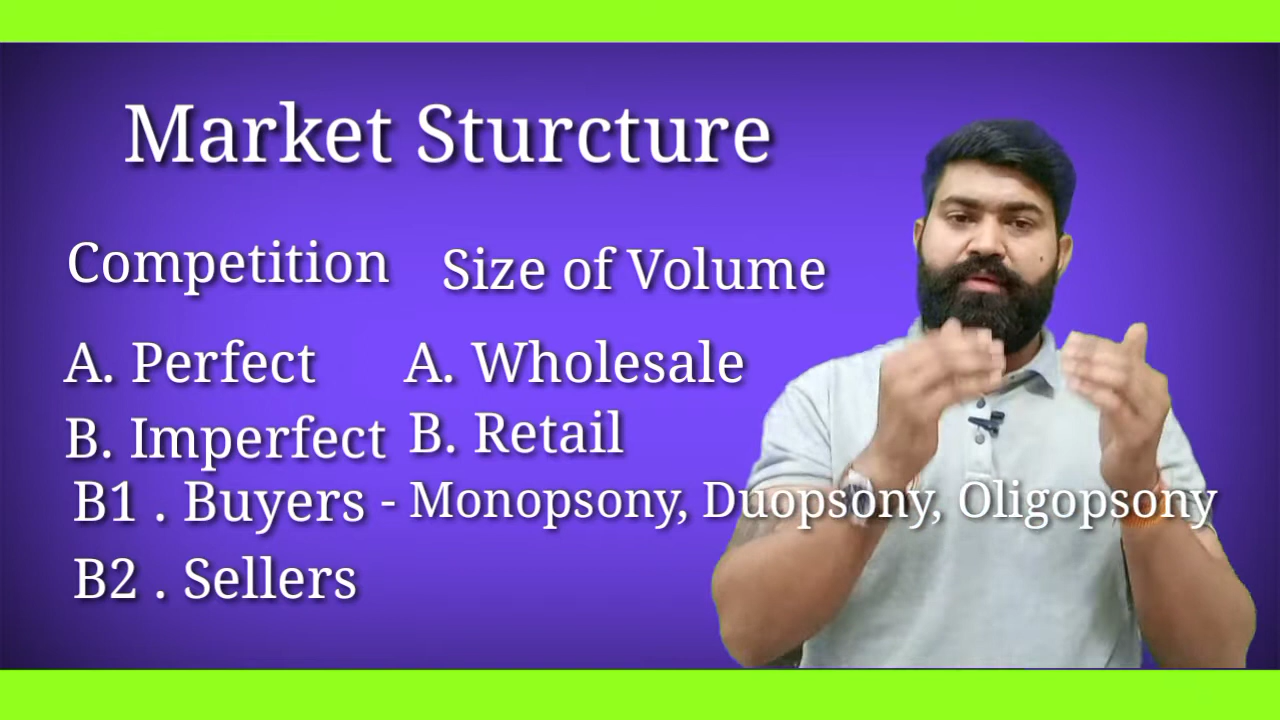 Market Sturcture
Competition
Size of Volume
A. Perfect
A. Wholesale
B. Imperfect
B. Retail
B1 . Buyers - Monopsony, Duopsony, Oligopsony
B2 . Sellers